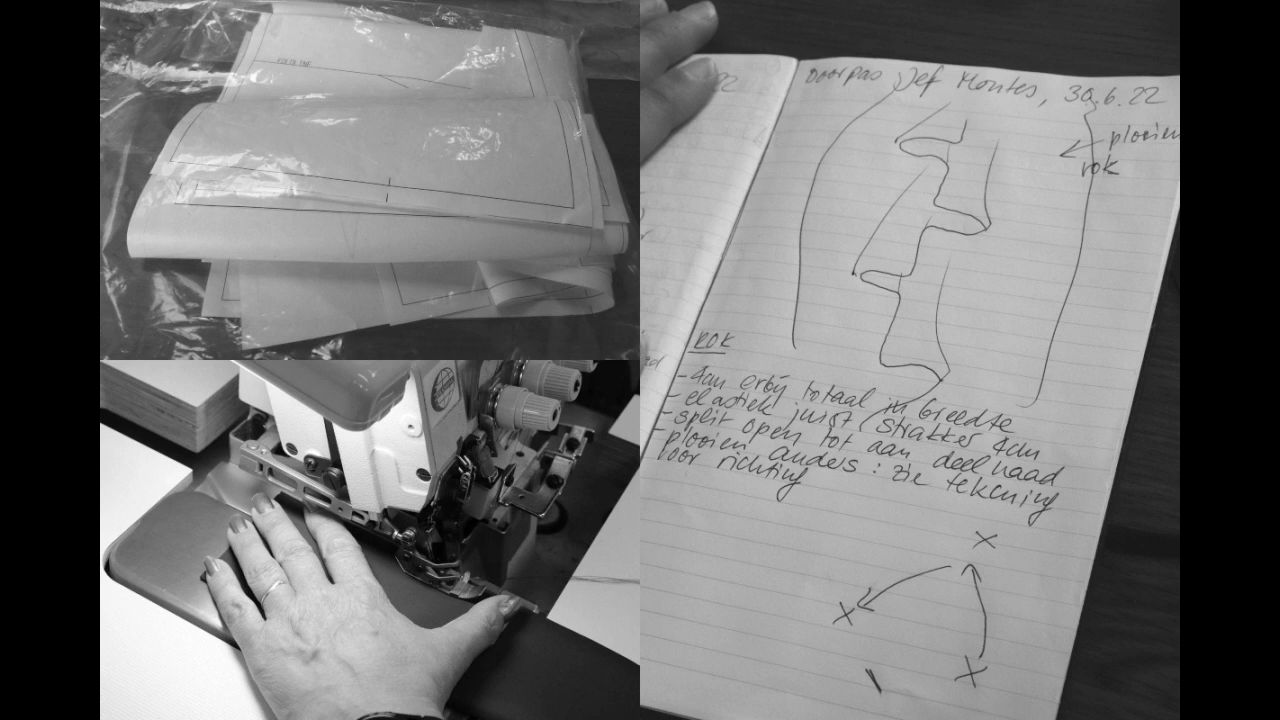 Doorpas Jef Montes, 30.6.22
plooien
rok
ROK
- 4cm erbij totaal in breedte
- elastiek juist / strakker 4cm
- split open tot aan deelnaad
- plooien anders: zie tekening
voor richting